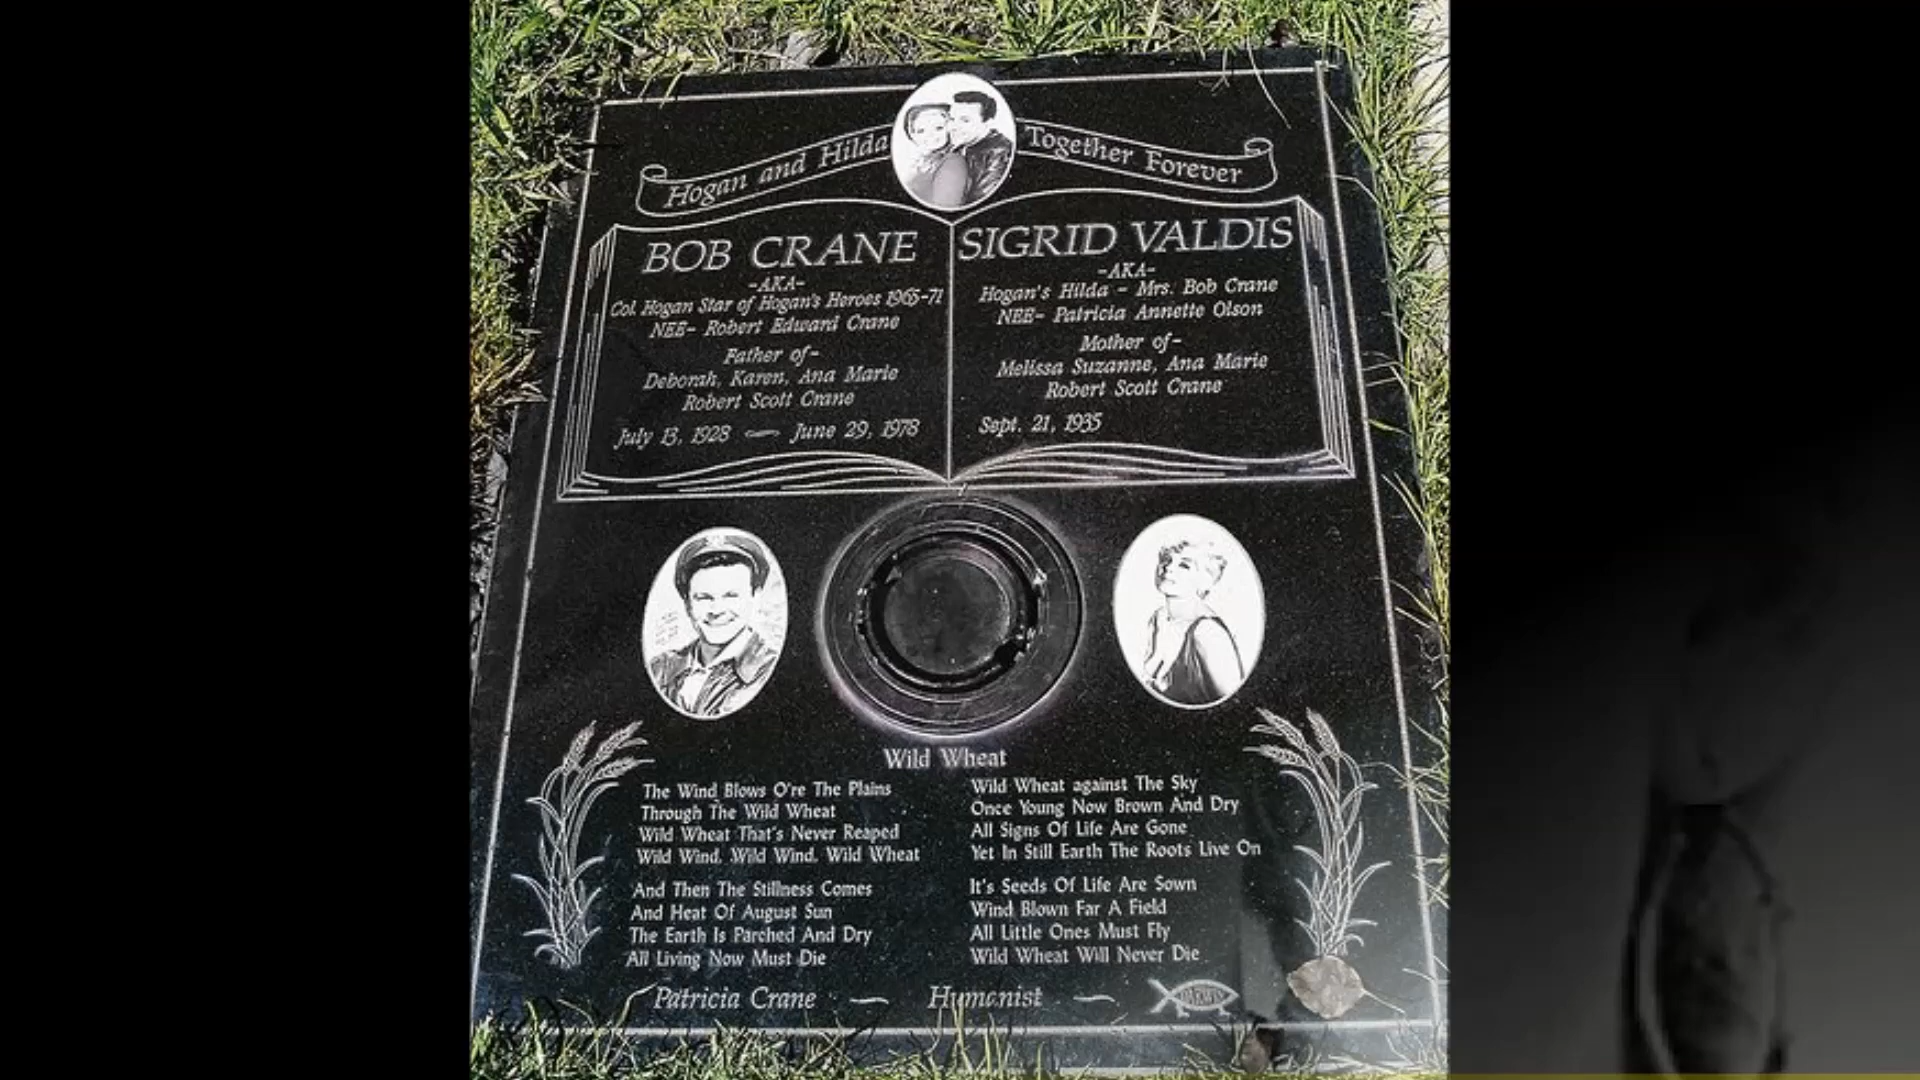 Hogan and Hilda Together Forever
BOB CRANE
-AKA-
Col. Hogan Star of Hogan's Heroes 1965-71
NEE- Robert Edward Crane
Father of-
Deborah, Karen, Ana Marie
Robert Scott Crane
July 13, 1928 — June 29, 1978
SIGRID VALDIS
-AKA-
Hogan's Hilda - Mrs. Bob Crane
NEE- Patricia Annette Olson
Mother of-
Melissa Suzanne, Ana Marie
Robert Scott Crane
Sept. 21, 1935
Wild Wheat
The Wind Blows O're The Plains
Through The Wild Wheat
Wild Wheat That's Never Reaped
Wild Wind, Wild Wind, Wild Wheat
And Then The Stillness Comes
And Heat Of August Sun
The Earth Is Parched And Dry
All Living Now Must Die
Wild Wheat against The Sky
Once Young Now Brown And Dry
All Signs Of Life Are Gone
Yet In Still Earth The Roots Live On
It's Seeds Of Life Are Sown
Wind Blown Far A Field
All Little Ones Must Fly
Wild Wheat Will Never Die
Patricia Crane — Humanist — DARWIN